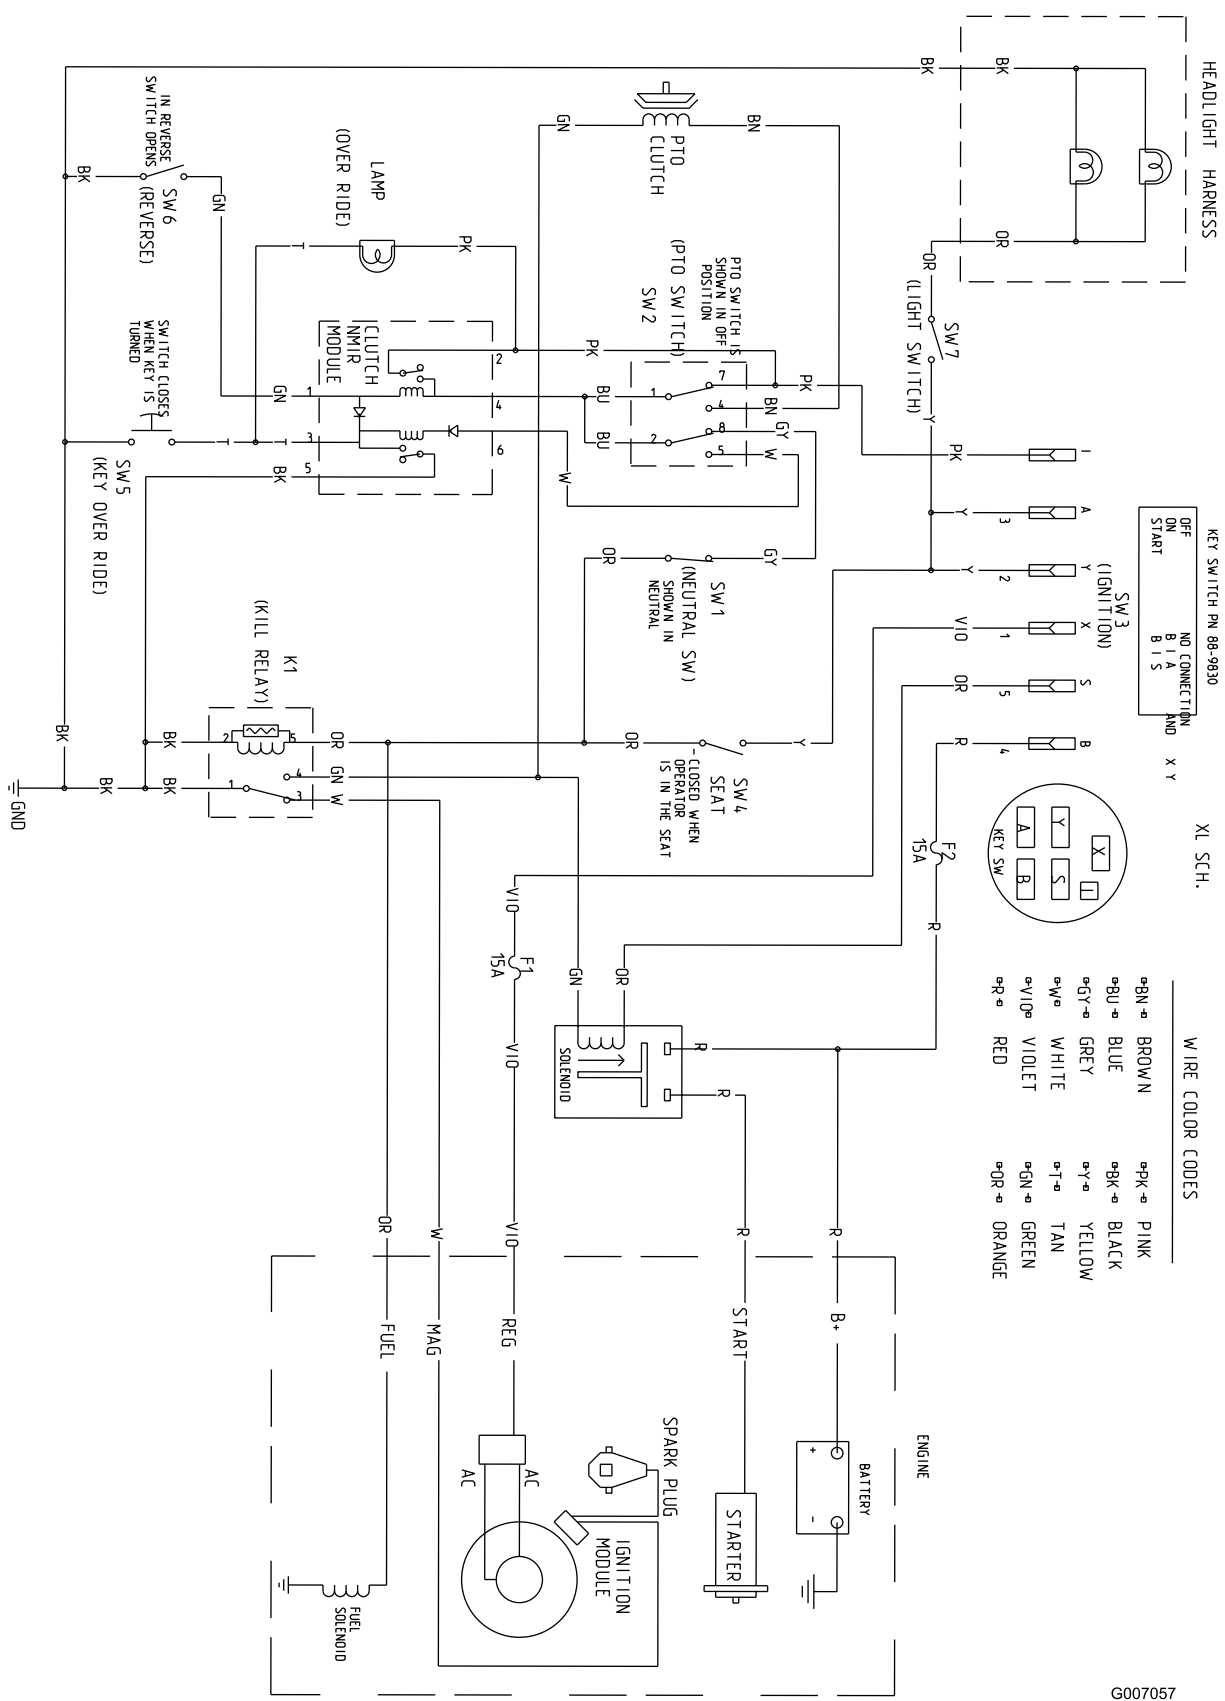 HEADLIGHT HARNESS
BK
BK
OR
OR
SW7
(LIGHT SWITCH)
Y
BK
IN REVERSE
SWITCH OPENS
SW6
(REVERSE)
GN
LAMP
(OVER RIDE)
T
PK
GN
PTO
CLUTCH
BN
PTO SWITCH IS
SHOWN IN OFF
POSITION
(PTO SWITCH)
SW2
CLUTCH
NMIR
MODULE
1
2
3
4
5
6
GN
T
T
BK
SWITCH CLOSES
WHEN KEY IS
TURNED
SW5
(KEY OVER RIDE)
PK
BU
BU
W
1
2
7
4
8
5
PK
BN
GY
W
OR
GY
SW1
(NEUTRAL SW)
SHOWN IN
NEUTRAL
PK
I
Y
3
A
Y
2
Y
VIO
1
X
OR
5
S
R
4
B
SW3
(IGNITION)
KEY SWITCH PN 88-9830
OFF NO CONNECTION
ON B I A AND X Y
START B I S
K1
(KILL RELAY)
2
5
4
1
3
BK
BK
BK
BK
GND
OR
GN
W
OR
Y
SW4
SEAT
- CLOSED WHEN
OPERATOR
IS IN THE SEAT
F2
15A
R
XL SCH.
X
Y
I
A
S
B
KEY SW
VIO
F1
15A
VIO
GN
OR
SOLENOID
R
R
WIRE COLOR CODES
BN BROWN
BU BLUE
GY GREY
W WHITE
VIO VIOLET
R RED
PK PINK
BK BLACK
Y YELLOW
T TAN
GN GREEN
OR ORANGE
OR
W
VIO
R
R
FUEL
MAG
REG
START
B+
ENGINE
AC
AC
SPARK PLUG
IGNITION
MODULE
STARTER
BATTERY
+
-
FUEL
SOLENOID
G007057